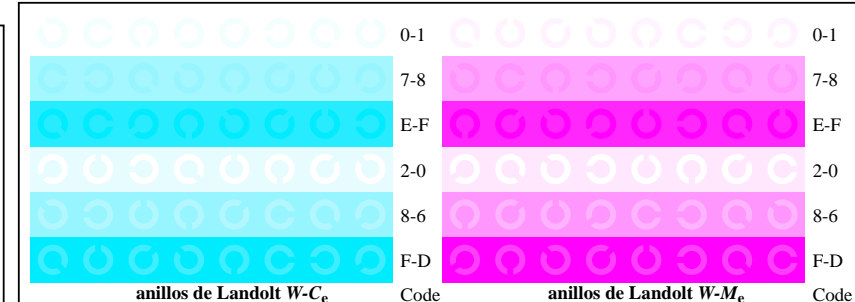 0-1
7-8
E-F
2-0
8-6
F-D
anillos de Landolt W-Ce Code
0-1
7-8
E-F
2-0
8-6
F-D
anillos de Landolt W-Me Code